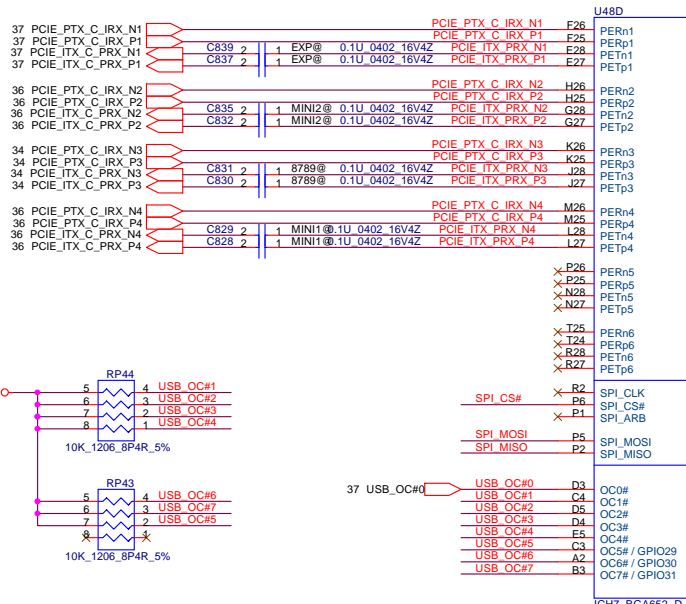 U48D
37 PCIE_PTX_C_IRX_N1 PCIE_PTX_C_IRX_N1 F26 PERn1
37 PCIE_PTX_C_IRX_P1 PCIE_PTX_C_IRX_P1 F25 PERp1
37 PCIE_ITX_C_PRX_N1 C839 2 1 EXP@ 0.1U_0402_16V4Z PCIE_ITX_PRX_N1 E28 PETn1
37 PCIE_ITX_C_PRX_P1 C837 2 1 EXP@ 0.1U_0402_16V4Z PCIE_ITX_PRX_P1 E27 PETp1
36 PCIE_PTX_C_IRX_N2 PCIE_PTX_C_IRX_N2 H26 PERn2
36 PCIE_PTX_C_IRX_P2 PCIE_PTX_C_IRX_P2 H25 PERp2
36 PCIE_ITX_C_PRX_N2 C835 2 1 MINI2@ 0.1U_0402_16V4Z PCIE_ITX_PRX_N2 G28 PETn2
36 PCIE_ITX_C_PRX_P2 C832 2 1 MINI2@ 0.1U_0402_16V4Z PCIE_ITX_PRX_P2 G27 PETp2
34 PCIE_PTX_C_IRX_N3 PCIE_PTX_C_IRX_N3 K26 PERn3
34 PCIE_PTX_C_IRX_P3 PCIE_PTX_C_IRX_P3 K25 PERp3
34 PCIE_ITX_C_PRX_N3 C831 2 1 8789@ 0.1U_0402_16V4Z PCIE_ITX_PRX_N3 J28 PETn3
34 PCIE_ITX_C_PRX_P3 C830 2 1 8789@ 0.1U_0402_16V4Z PCIE_ITX_PRX_P3 J27 PETp3
36 PCIE_PTX_C_IRX_N4 PCIE_PTX_C_IRX_N4 M26 PERn4
36 PCIE_PTX_C_IRX_P4 PCIE_PTX_C_IRX_P4 M25 PERp4
36 PCIE_ITX_C_PRX_N4 C829 2 1 MINI1@ 0.1U_0402_16V4Z PCIE_ITX_PRX_N4 L28 PETn4
36 PCIE_ITX_C_PRX_P4 C828 2 1 MINI1@ 0.1U_0402_16V4Z PCIE_ITX_PRX_P4 L27 PETp4
P26 PERn5
P25 PERp5
N28 PETn5
N27 PETp5
T25 PERn6
T24 PERp6
R28 PETn6
R27 PETp6
RP44
5 4 USB_OC#1
6 3 USB_OC#2
7 2 USB_OC#3
8 1 USB_OC#4
10K_1206_8P4R_5%
R2 SPI_CLK
SPI_CS# P6 SPI_CS#
P1 SPI_ARB
SPI_MOSI P5 SPI_MOSI
SPI_MISO P2 SPI_MISO
RP43
5 4 USB_OC#6
6 3 USB_OC#7
7 2 USB_OC#5
8 1
10K_1206_8P4R_5%
37 USB_OC#0 USB_OC#0 D3 OC0#
USB_OC#1 C4 OC1#
USB_OC#2 D5 OC2#
USB_OC#3 D4 OC3#
USB_OC#4 E5 OC4#
USB_OC#5 C3 OC5# / GPIO29
USB_OC#6 A2 OC6# / GPIO30
USB_OC#7 B3 OC7# / GPIO31
ICH7_BGA652_D